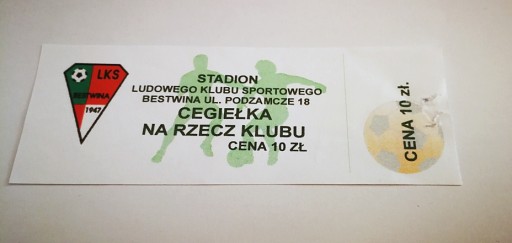 LKS
BESTWINA
1947
STADION
LUDOWEGO KLUBU SPORTOWEGO
BESTWINA UL. PODZAMCZE 18
CEGIEŁKA
NA RZECZ KLUBU
CENA 10 ZŁ
CENA 10 zł.